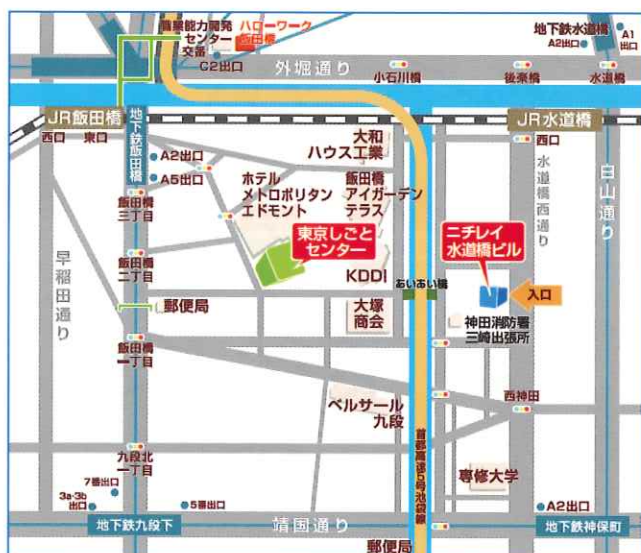 職業能力開発
センター
交番
ハローワーク
飯田橋
C2出口
地下鉄水道橋
A2出口
A1
出口
外堀通り
小石川橋
後楽橋
水道橋
JR飯田橋
西口
東口
地下鉄飯田橋
JR水道橋
西口
A2出口
A5出口
飯田橋
三丁目
大和
ハウス工業
ホテル
メトロポリタン
エドモント
飯田橋
アイガーデン
テラス
水道橋西通り
白山通り
早稲田通り
飯田橋
二丁目
東京しごと
センター
KDDI
ニチレイ
水道橋ビル
あいあい橋
入口
郵便局
大塚
商会
神田消防署
三崎出張所
飯田橋
一丁目
ベルサール
九段
西神田
首都高速5号池袋線
九段北
一丁目
専修大学
7番出口
3a·3b
出口
5番出口
A2出口
地下鉄九段下
靖国通り
地下鉄神保町
郵便局